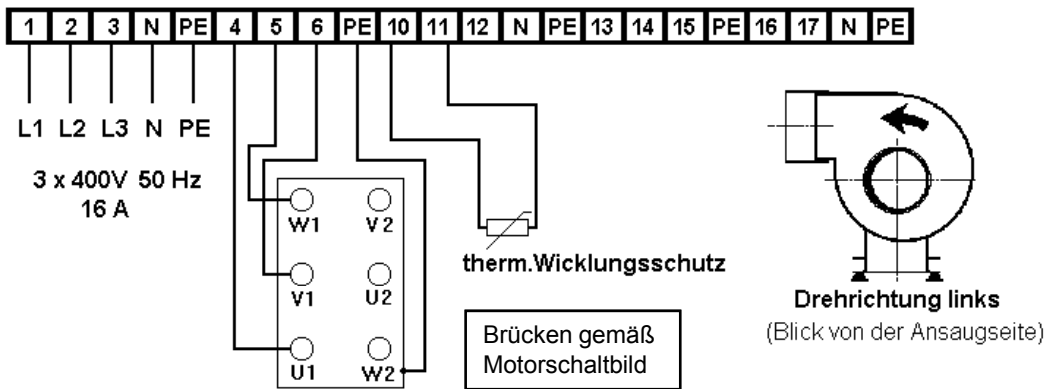 1 2 3 N PE 4 5 6 PE 10 11 12 N PE 13 14 15 PE 16 17 N PE
L1 L2 L3 N PE
3 x 400V 50 Hz
16 A
W1 V2
V1 U2
U1 W2
therm.Wicklungsschutz
Brücken gemäß
Motorschaltbild
Drehrichtung links
(Blick von der Ansaugseite)